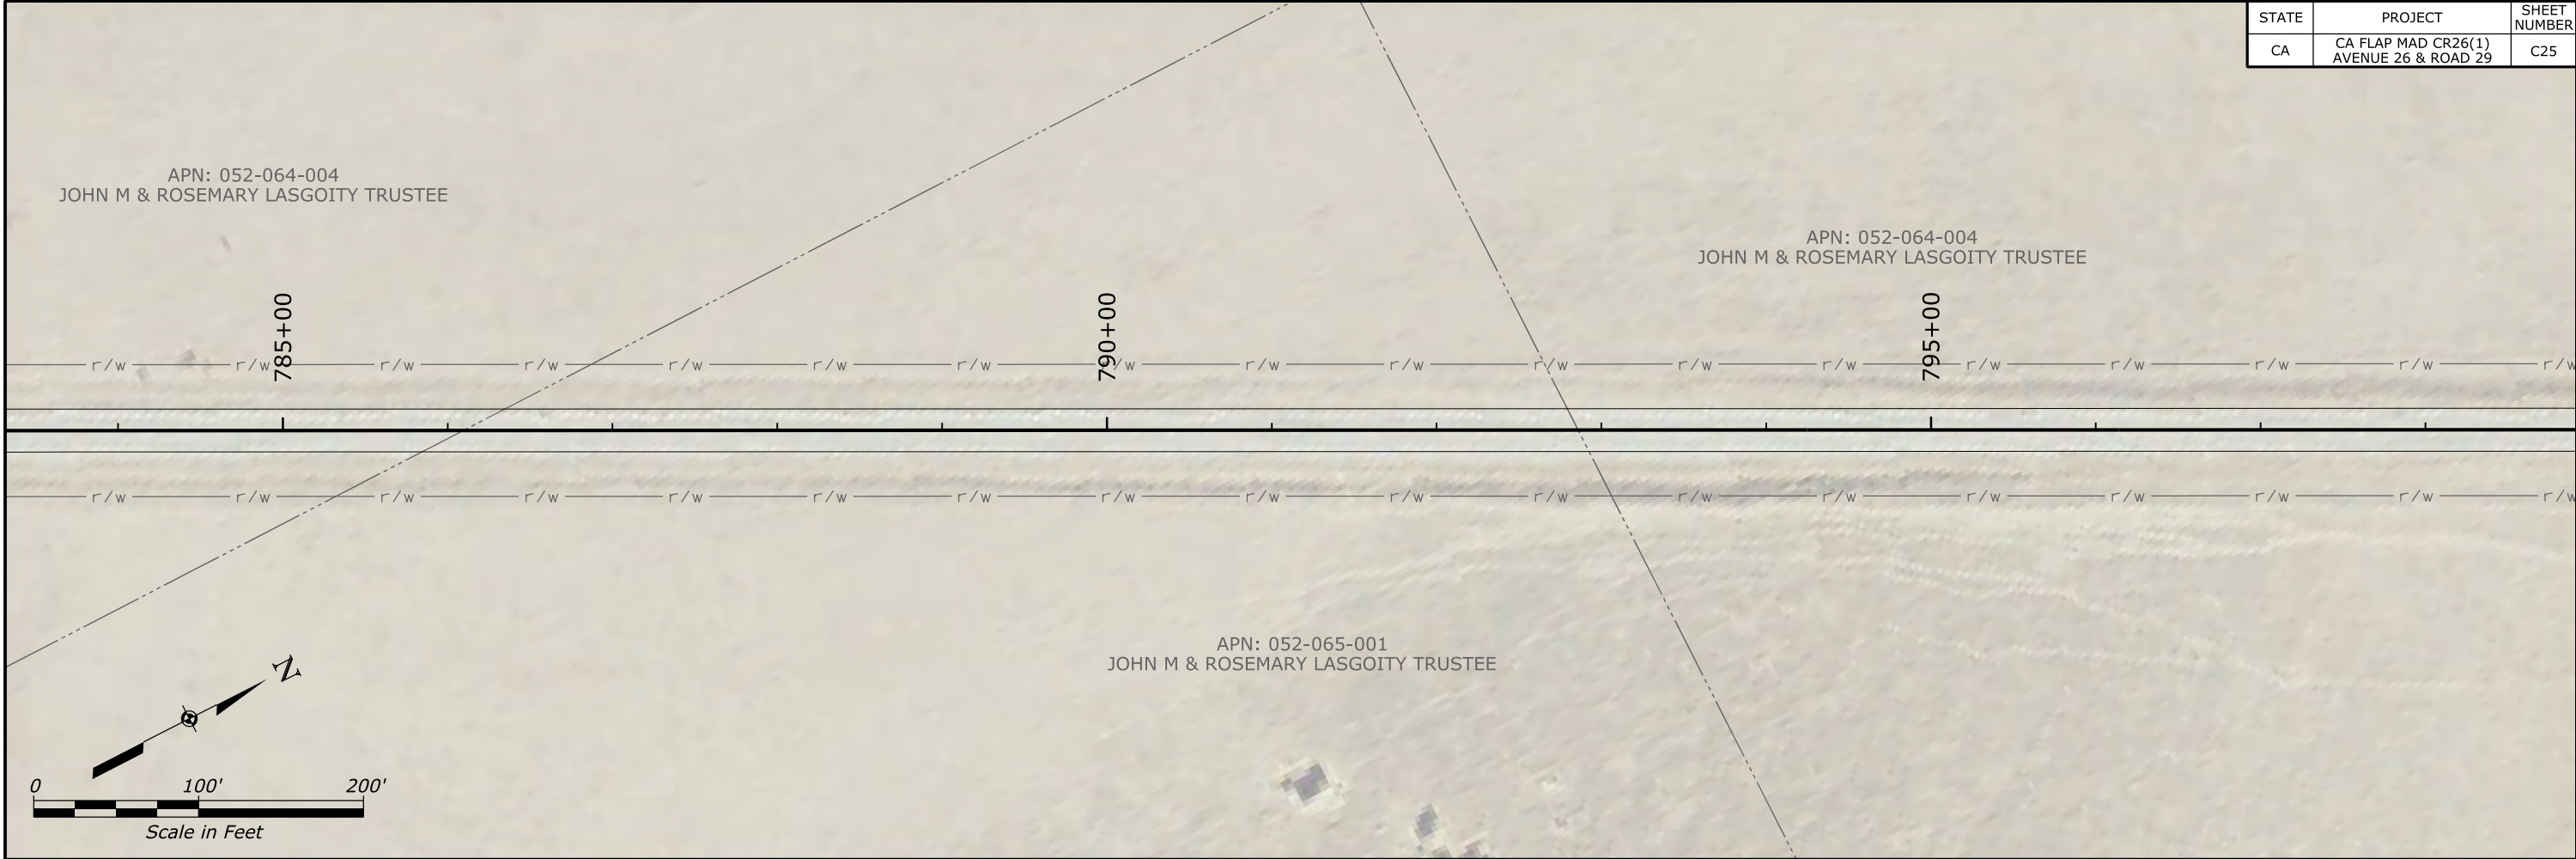 STATE PROJECT SHEET NUMBER
CA CA FLAP MAD CR26(1) AVENUE 26 & ROAD 29 C25
APN: 052-064-004
JOHN M & ROSEMARY LASGOITY TRUSTEE
APN: 052-064-004
JOHN M & ROSEMARY LASGOITY TRUSTEE
785+00 790+00 795+00
r/w r/w r/w r/w r/w r/w r/w r/w r/w r/w r/w r/w r/w r/w r/w r/w r/w r/w
r/w r/w r/w r/w r/w r/w r/w r/w r/w r/w r/w r/w r/w r/w r/w r/w r/w r/w
APN: 052-065-001
JOHN M & ROSEMARY LASGOITY TRUSTEE
N
0 100' 200'
Scale in Feet